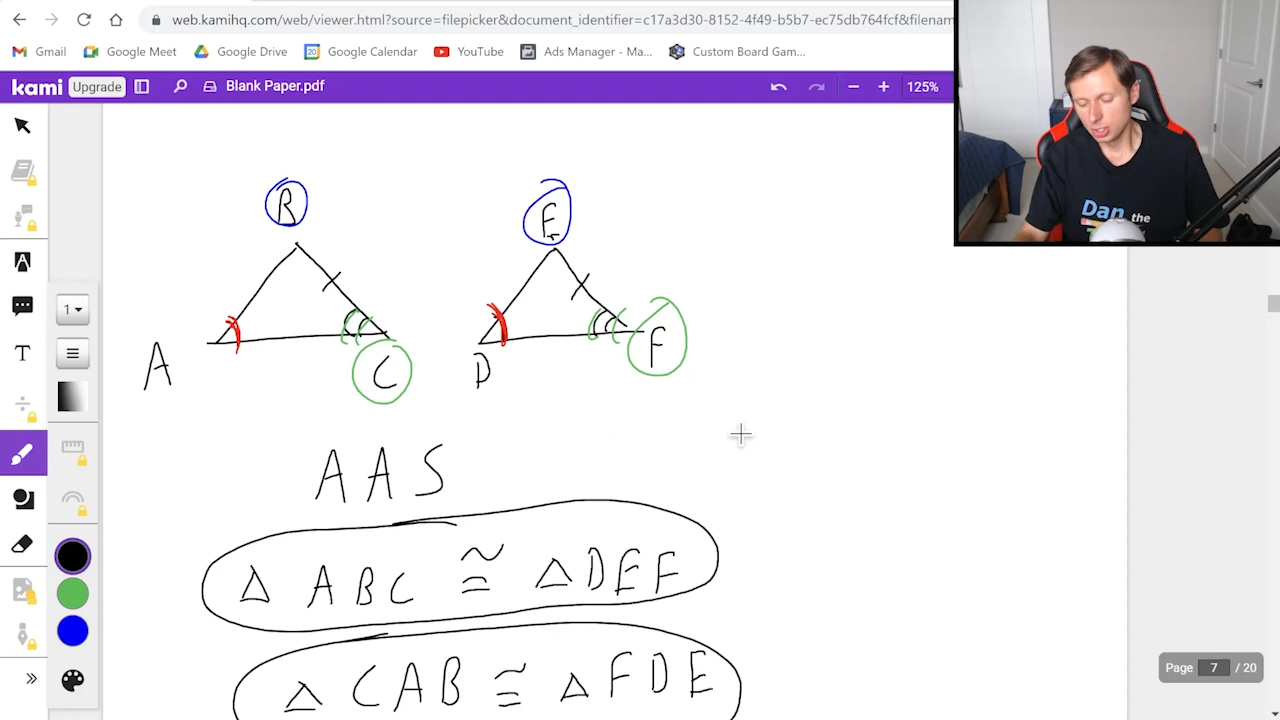 web.kamihq.com/web/viewer.html?source=filepicker&document_identifier=c17a3d30-8152-4f49-b5b7-ec75db764fcf&filenam
Gmail Google Meet Google Drive 20 Google Calendar YouTube Ads Manager - Ma... Custom Board Gam...
kami Upgrade Blank Paper.pdf 125%
Dan the
1
B E
A C D F
AAS
△ ABC ≅ △ DEF
△ CAB ≅ △ FDE
Page 7 / 20